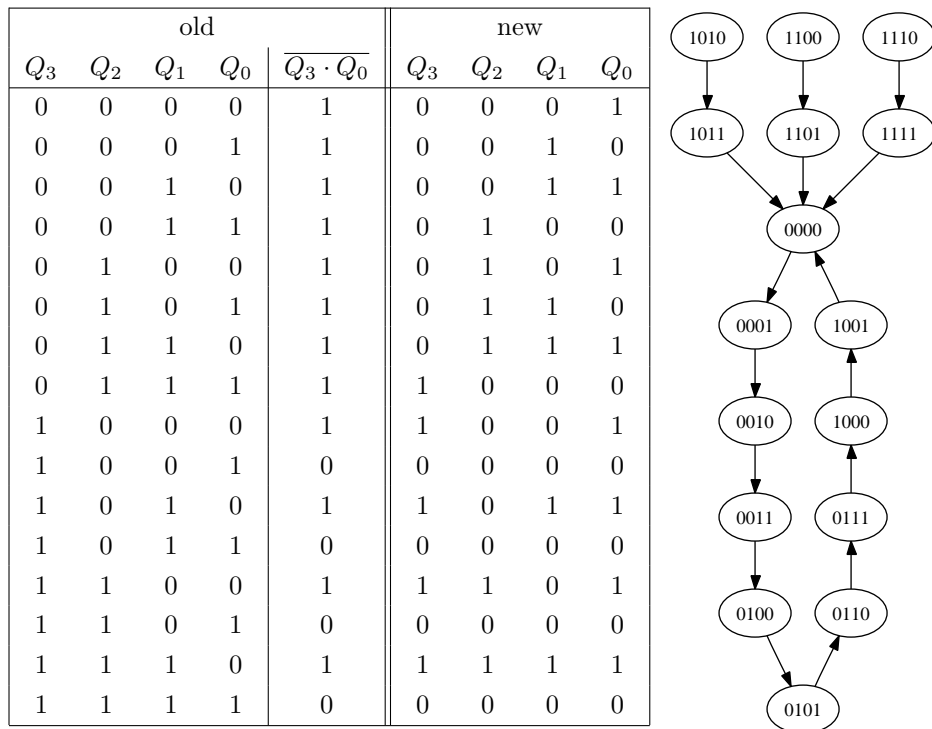 old new
Q₃ Q₂ Q₁ Q₀ \overline{Q₃ · Q₀} Q₃ Q₂ Q₁ Q₀
0 0 0 0 1 0 0 0 1
0 0 0 1 1 0 0 1 0
0 0 1 0 1 0 0 1 1
0 0 1 1 1 0 1 0 0
0 1 0 0 1 0 1 0 1
0 1 0 1 1 0 1 1 0
0 1 1 0 1 0 1 1 1
0 1 1 1 1 1 0 0 0
1 0 0 0 1 1 0 0 1
1 0 0 1 0 0 0 0 0
1 0 1 0 1 1 0 1 1
1 0 1 1 0 0 0 0 0
1 1 0 0 1 1 1 0 1
1 1 0 1 0 0 0 0 0
1 1 1 0 1 1 1 1 1
1 1 1 1 0 0 0 0 0
1010 1100 1110
1011 1101 1111
0000
0001 1001
0010 1000
0011 0111
0100 0110
0101